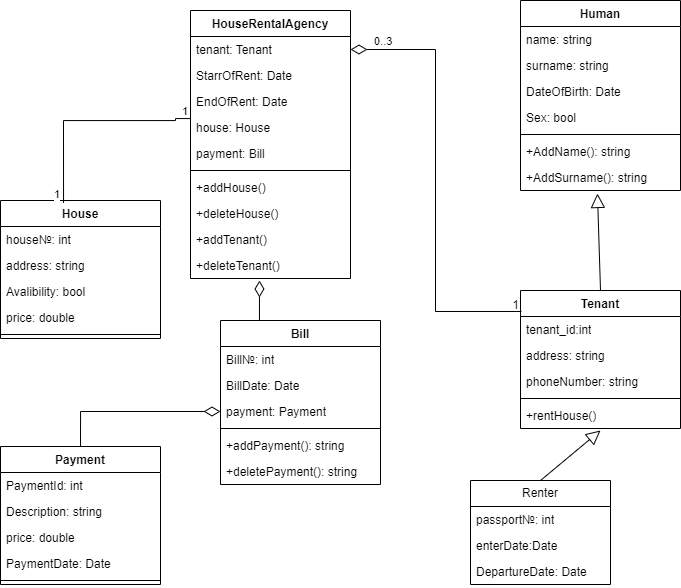 HouseRentalAgency
tenant: Tenant
StarrOfRent: Date
EndOfRent: Date
house: House
payment: Bill
+addHouse()
+deleteHouse()
+addTenant()
+deleteTenant()
0..3
1
1
1
Human
name: string
surname: string
DateOfBirth: Date
Sex: bool
+AddName(): string
+AddSurname(): string
House
house№: int
address: string
Avalibility: bool
price: double
Tenant
tenant_id:int
address: string
phoneNumber: string
+rentHouse()
Bill
Bill№: int
BillDate: Date
payment: Payment
+addPayment(): string
+deletePayment(): string
Payment
PaymentId: int
Description: string
price: double
PaymentDate: Date
Renter
passport№: int
enterDate:Date
DepartureDate: Date